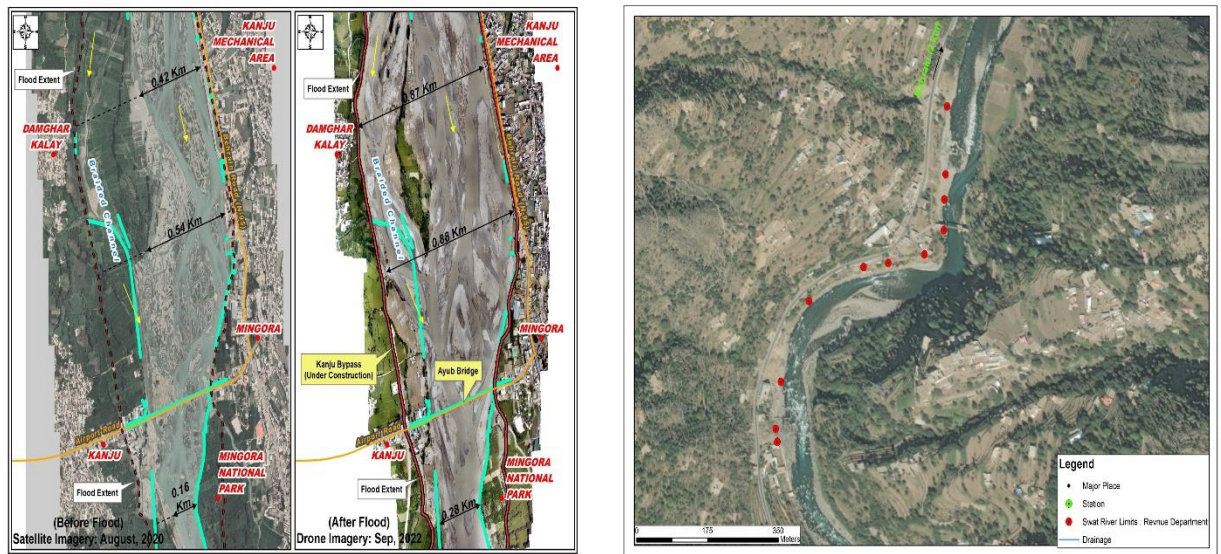 KANJU
MECHANICAL
AREA
Flood Extent
0.42 Km
DAMGHAR
KALAY
Braided Channel
0.54 Km
MINGORA
Airport Road
KANJU
MINGORA
NATIONAL
PARK
Flood Extent
0.16
Km
(Before Flood)
Satellite Imagery: August, 2020
KANJU
MECHANICAL
AREA
Flood Extent
0.87 Km
DAMGHAR
KALAY
Braided Channel
0.88 Km
MINGORA
Kanju Bypass
(Under Construction)
Ayub Bridge
Airport Road
KANJU
MINGORA
NATIONAL
PARK
Flood Extent
0.28 Km
(After Flood)
Drone Imagery: Sep, 2022
Legend
Major Place
Station
Swat River Limits Revnue Department
Drainage
0 175 350
Meters